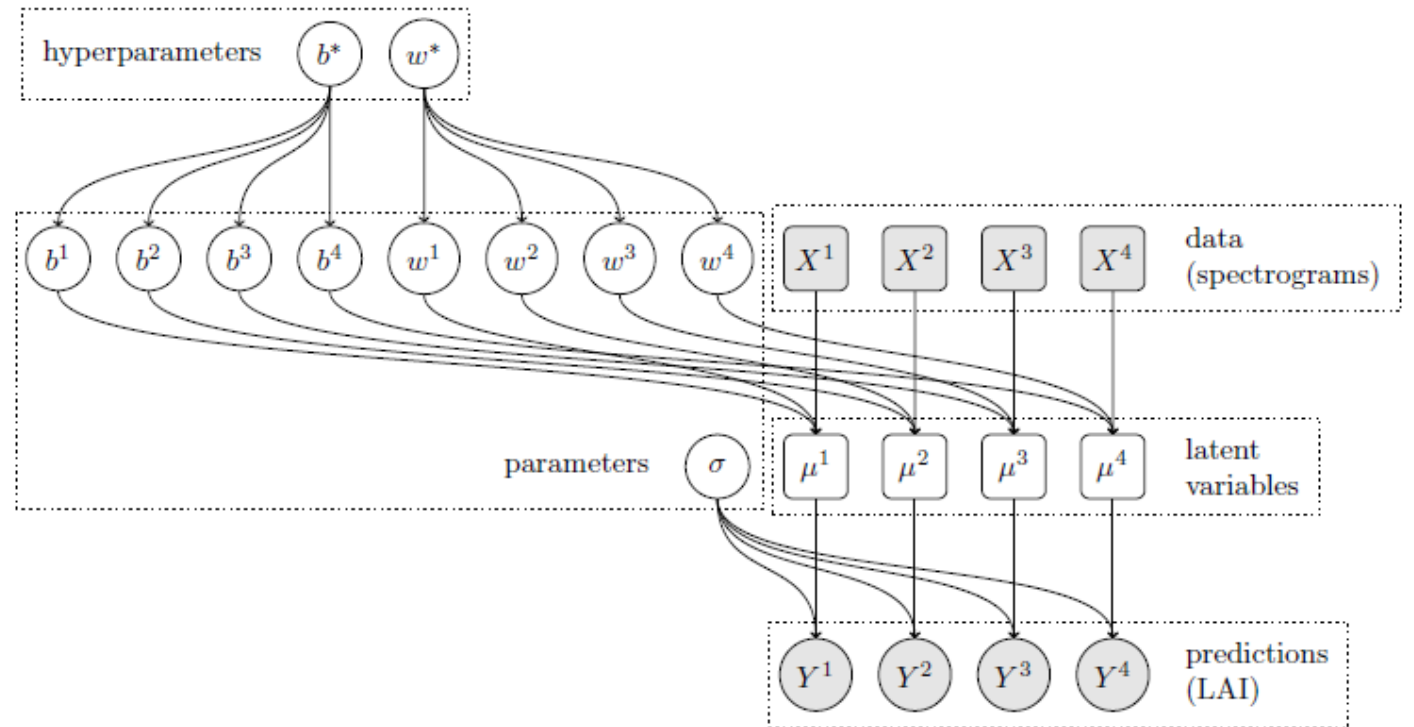 hyperparameters b* w*
b¹ b² b³ b⁴ w¹ w² w³ w⁴ X¹ X² X³ X⁴ data
(spectrograms)
parameters σ μ¹ μ² μ³ μ⁴ latent
variables
Y¹ Y² Y³ Y⁴ predictions
(LAI)